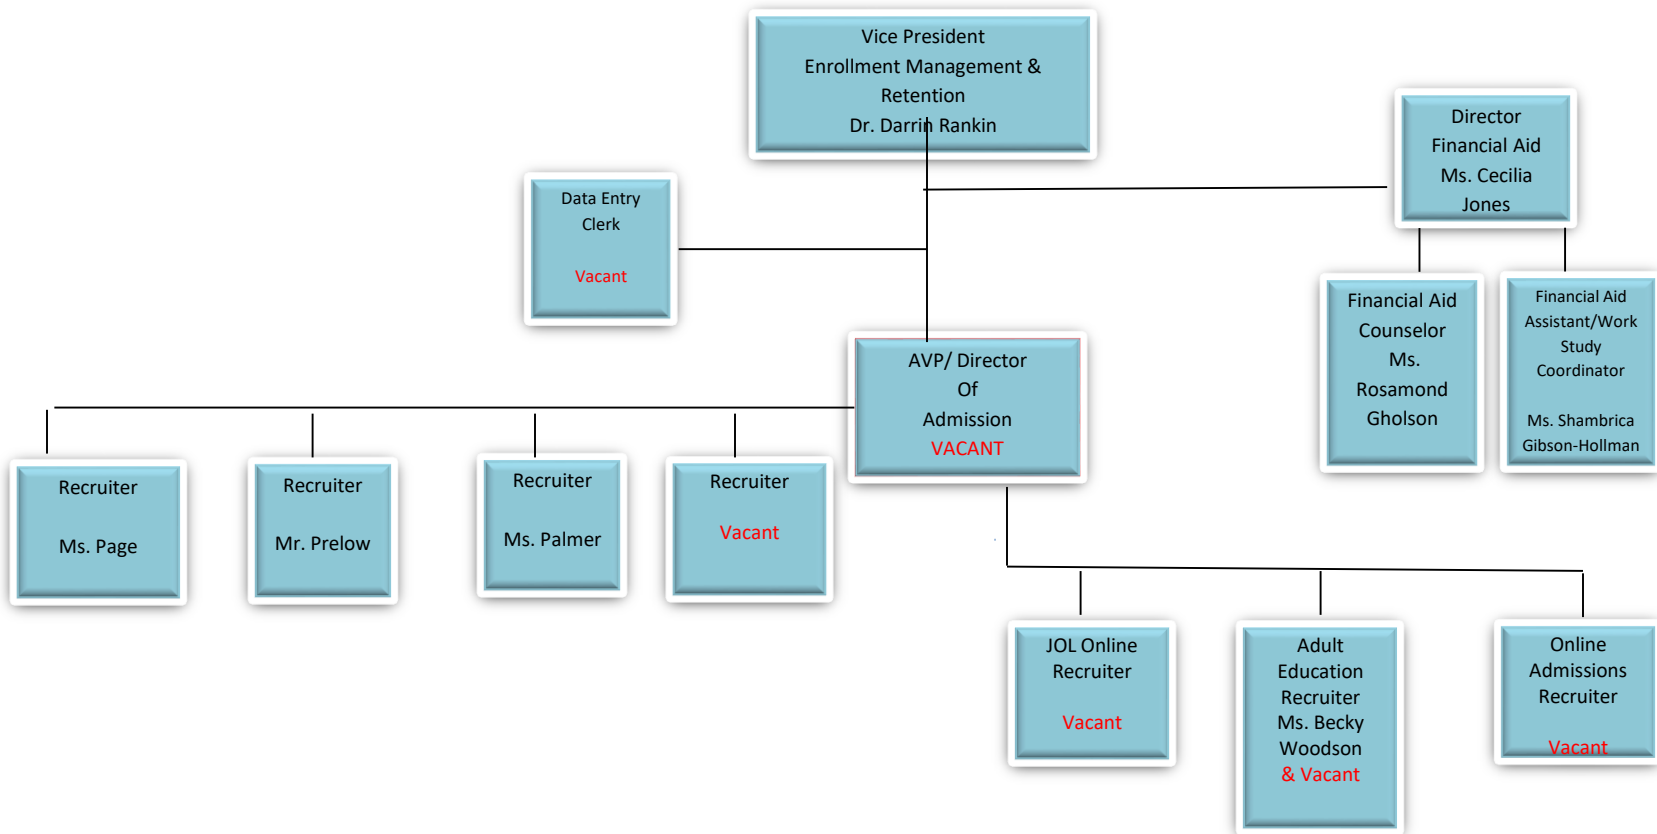 Vice President
Enrollment Management &
Retention
Dr. Darrin Rankin
Director
Financial Aid
Ms. Cecilia
Jones
Data Entry
Clerk
Vacant
Financial Aid
Counselor
Ms.
Rosamond
Gholson
Financial Aid
Assistant/Work
Study
Coordinator
Ms. Shambrica
Gibson-Hollman
AVP/ Director
Of
Admission
VACANT
Recruiter
Ms. Page
Recruiter
Mr. Prelow
Recruiter
Ms. Palmer
Recruiter
Vacant
JOL Online
Recruiter
Vacant
Adult
Education
Recruiter
Ms. Becky
Woodson
& Vacant
Online
Admissions
Recruiter
Vacant